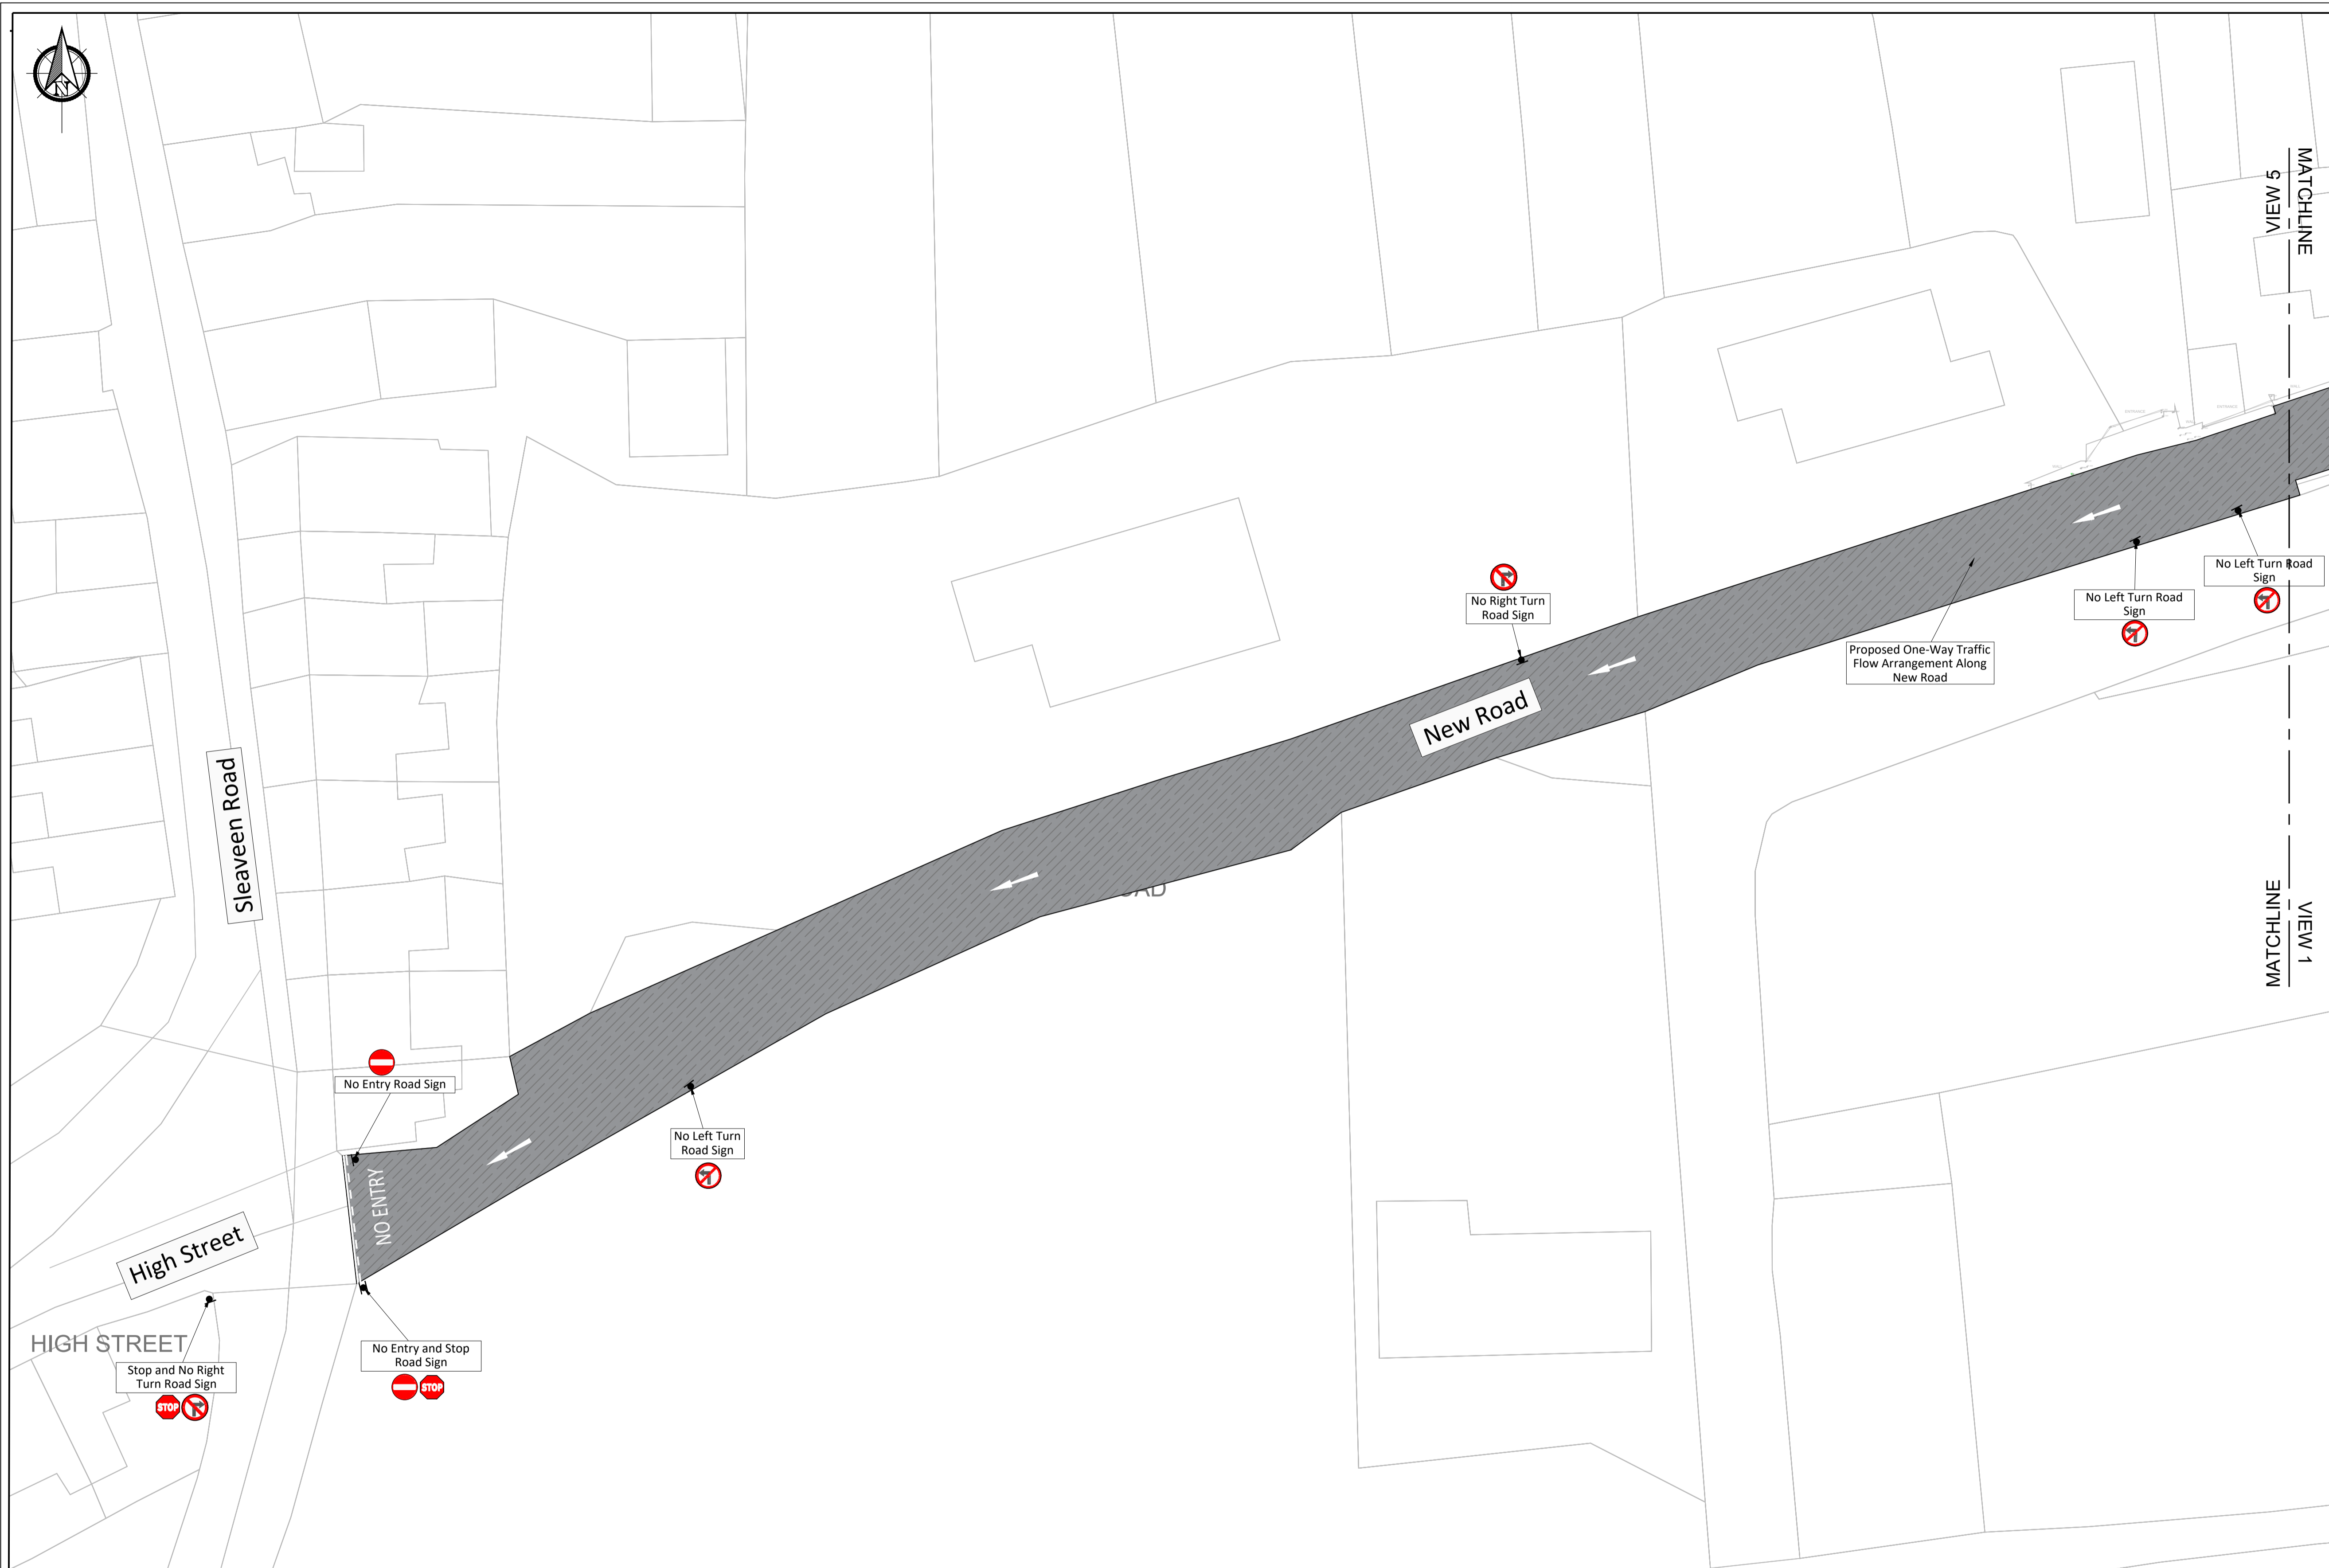 N
VIEW 5
MATCHLINE
ENTRANCE
ENTRANCE
No Left Turn Road
Sign
No Left Turn Road
Sign
No Right Turn
Road Sign
Proposed One-Way Traffic
Flow Arrangement Along
New Road
New Road
Sleaveen Road
MATCHLINE
VIEW 1
No Entry Road Sign
No Left Turn
Road Sign
NO ENTRY
High Street
HIGH STREET
Stop and No Right
Turn Road Sign
STOP
No Entry and Stop
Road Sign
STOP